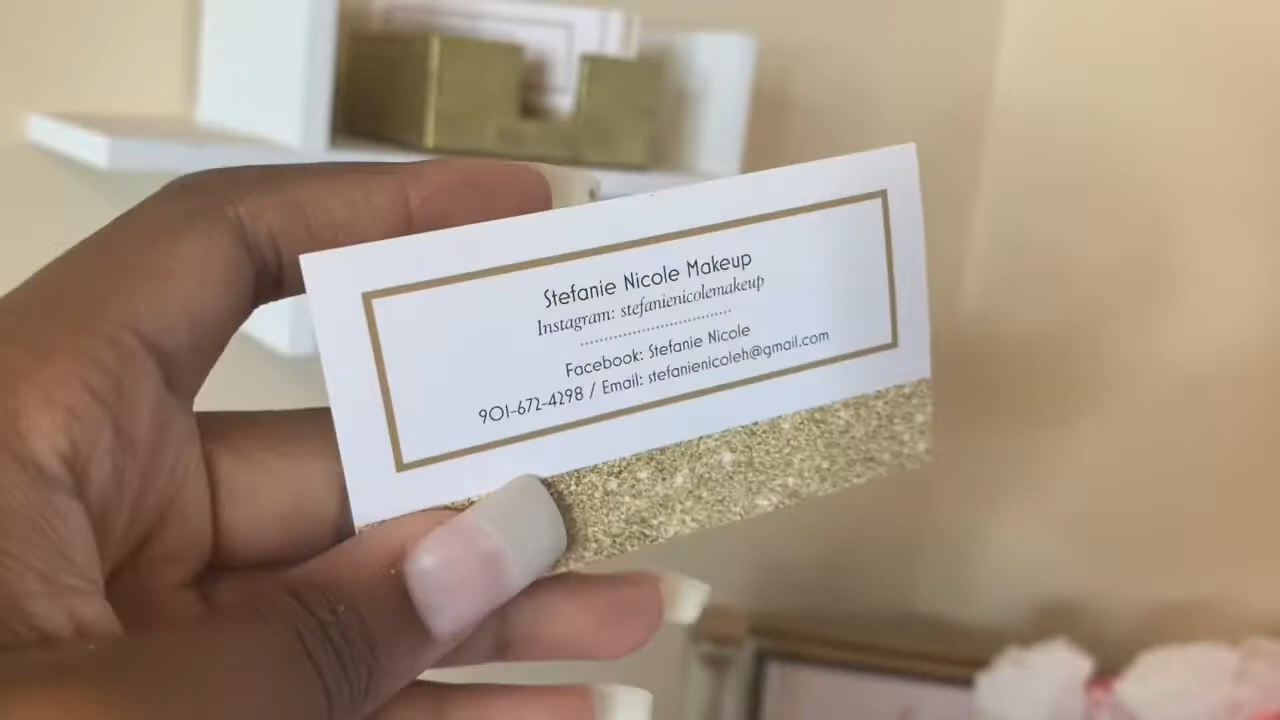 Stefanie Nicole Makeup
Instagram: stefanienicolemakeup
Facebook: Stefanie Nicole
901-672-4298 / Email: stefanienicoleh@gmail.com